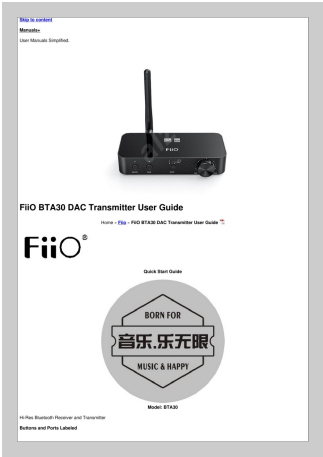 Skip to content
Manuals+
User Manuals Simplified.
FiiO
FiiO BTA30 DAC Transmitter User Guide
Home » Fiio » FiiO BTA30 DAC Transmitter User Guide
FiiO®
Quick Start Guide
BORN FOR
音乐.乐无限
MUSIC & HAPPY
Model: BTA30
Hi-Res Bluetooth Receiver and Transmitter
Buttons and Ports Labeled